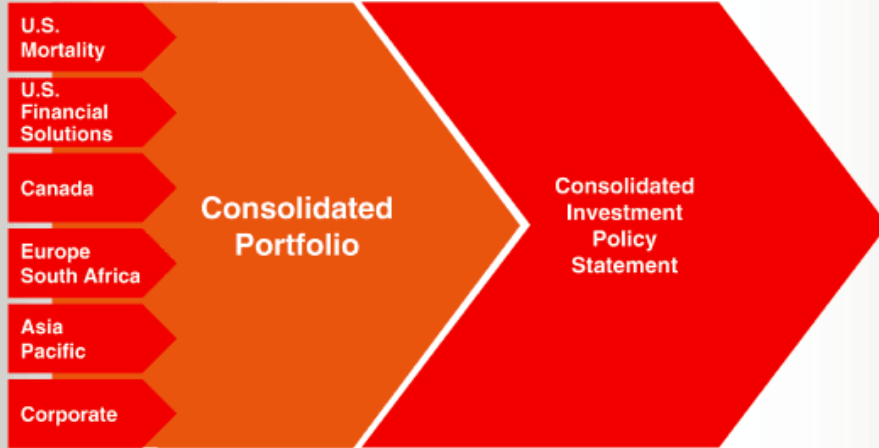 U.S.
Mortality
U.S.
Financial
Solutions
Canada
Europe
South Africa
Asia
Pacific
Corporate
Consolidated
Portfolio
Consolidated
Investment
Policy
Statement